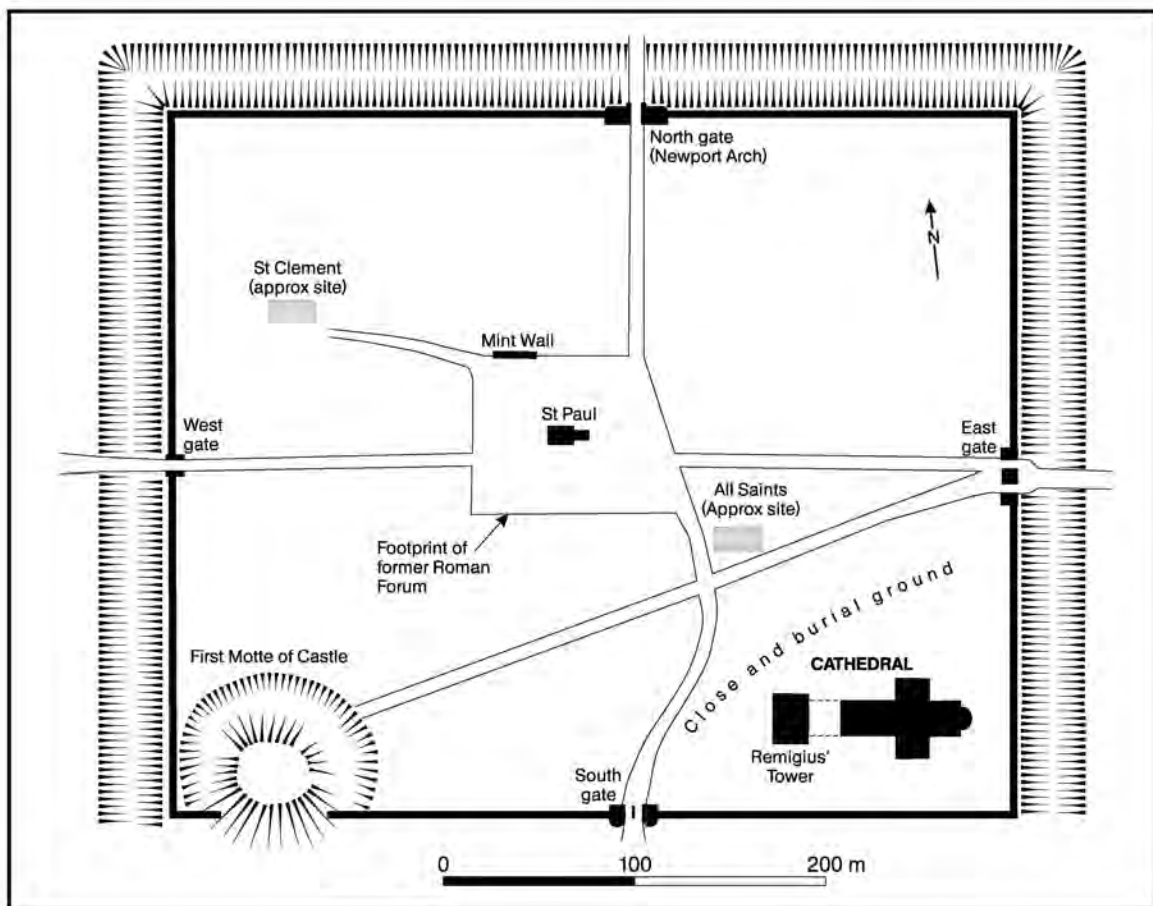 North gate
(Newport Arch)
N
St Clement
(approx site)
Mint Wall
St Paul
West
gate
East
gate
All Saints
(Approx site)
Footprint of
former Roman
Forum
Close and burial ground
First Motte of Castle
CATHEDRAL
Remigius'
Tower
South
gate
0 100 200 m